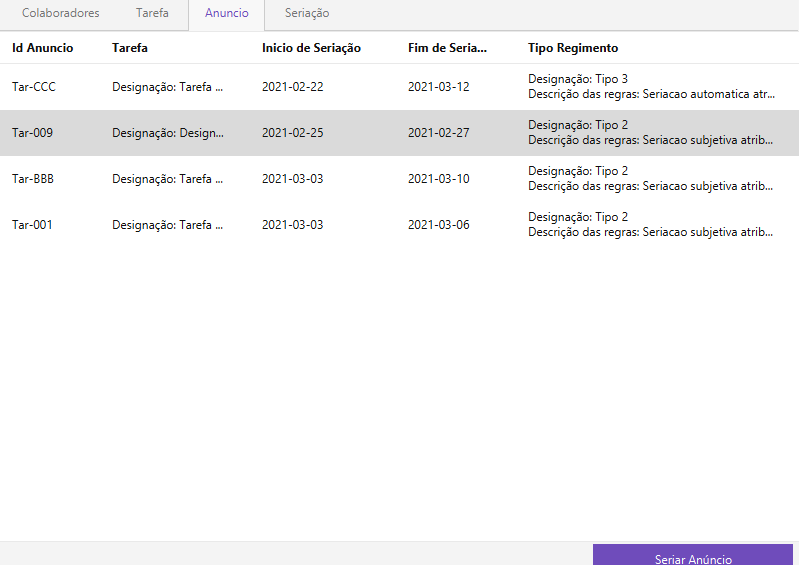 Colaboradores Tarefa Anuncio Seriação
Id Anuncio Tarefa Inicio de Seriação Fim de Seria... Tipo Regimento
Tar-CCC Designação: Tarefa ... 2021-02-22 2021-03-12 Designação: Tipo 3
Descrição das regras: Seriacao automatica atr...
Tar-009 Designação: Design... 2021-02-25 2021-02-27 Designação: Tipo 2
Descrição das regras: Seriacao subjetiva atrib...
Tar-BBB Designação: Tarefa ... 2021-03-03 2021-03-10 Designação: Tipo 2
Descrição das regras: Seriacao subjetiva atrib...
Tar-001 Designação: Tarefa ... 2021-03-03 2021-03-06 Designação: Tipo 2
Descrição das regras: Seriacao subjetiva atrib...
Seriar Anúncio